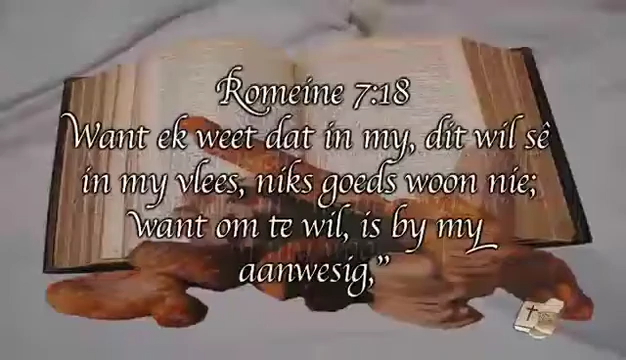 Romeine 7:18
Want ek weet dat in my, dit wil sê
in my vlees, niks goeds woon nie;
want om te wil, is by my
aanwesig,”